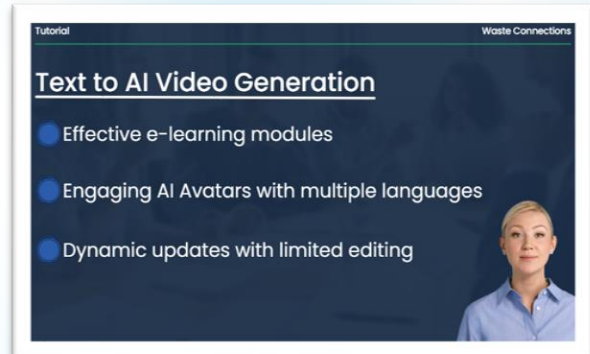 Tutorial
Waste Connections
Text to AI Video Generation
Effective e-learning modules
Engaging AI Avatars with multiple languages
Dynamic updates with limited editing